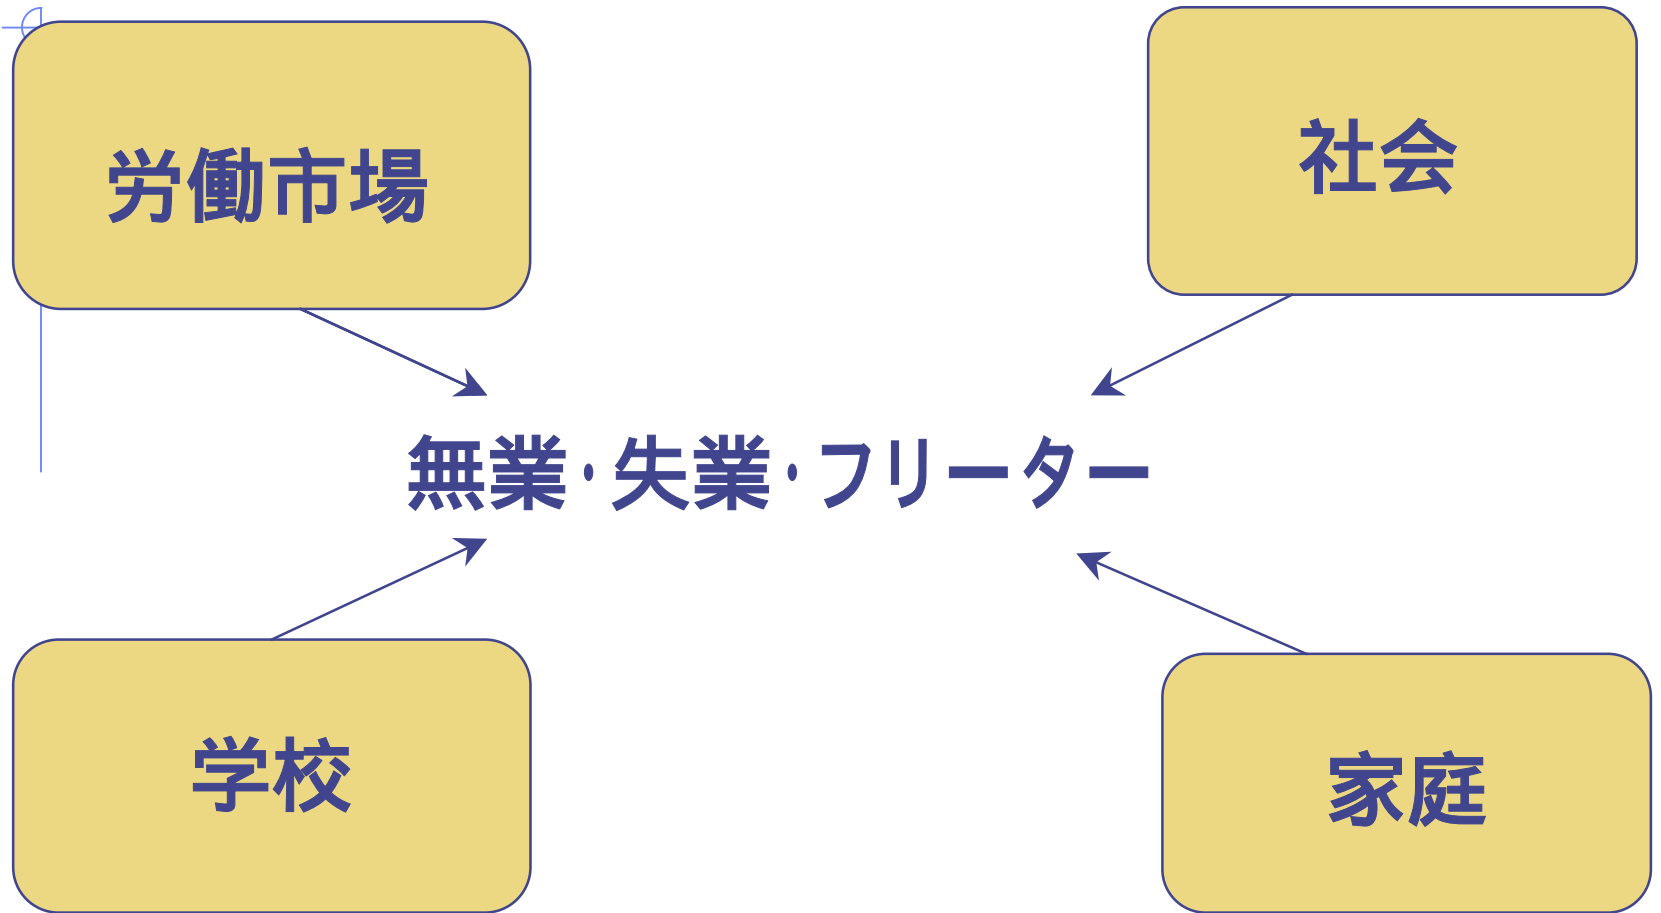 労働市場
社会
無業・失業・フリーター
学校
家庭